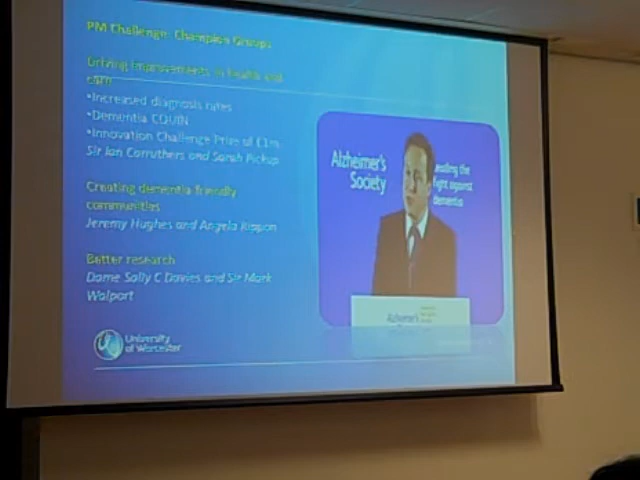 PM Challenge: Champion Groups
Driving improvements in health and
care
•Increased diagnosis rates
•Dementia CQUIN
•Innovation Challenge Prize of £1m
Sir Ian Carruthers and Sarah Pickup
Creating dementia friendly
communities
Jeremy Hughes and Angela Rippon
Better research
Dame Sally C Davies and Sir Mark
Walport
Alzheimer's
Society
leading the
fight against
dementia
Alzheimer's
University
of Worcester